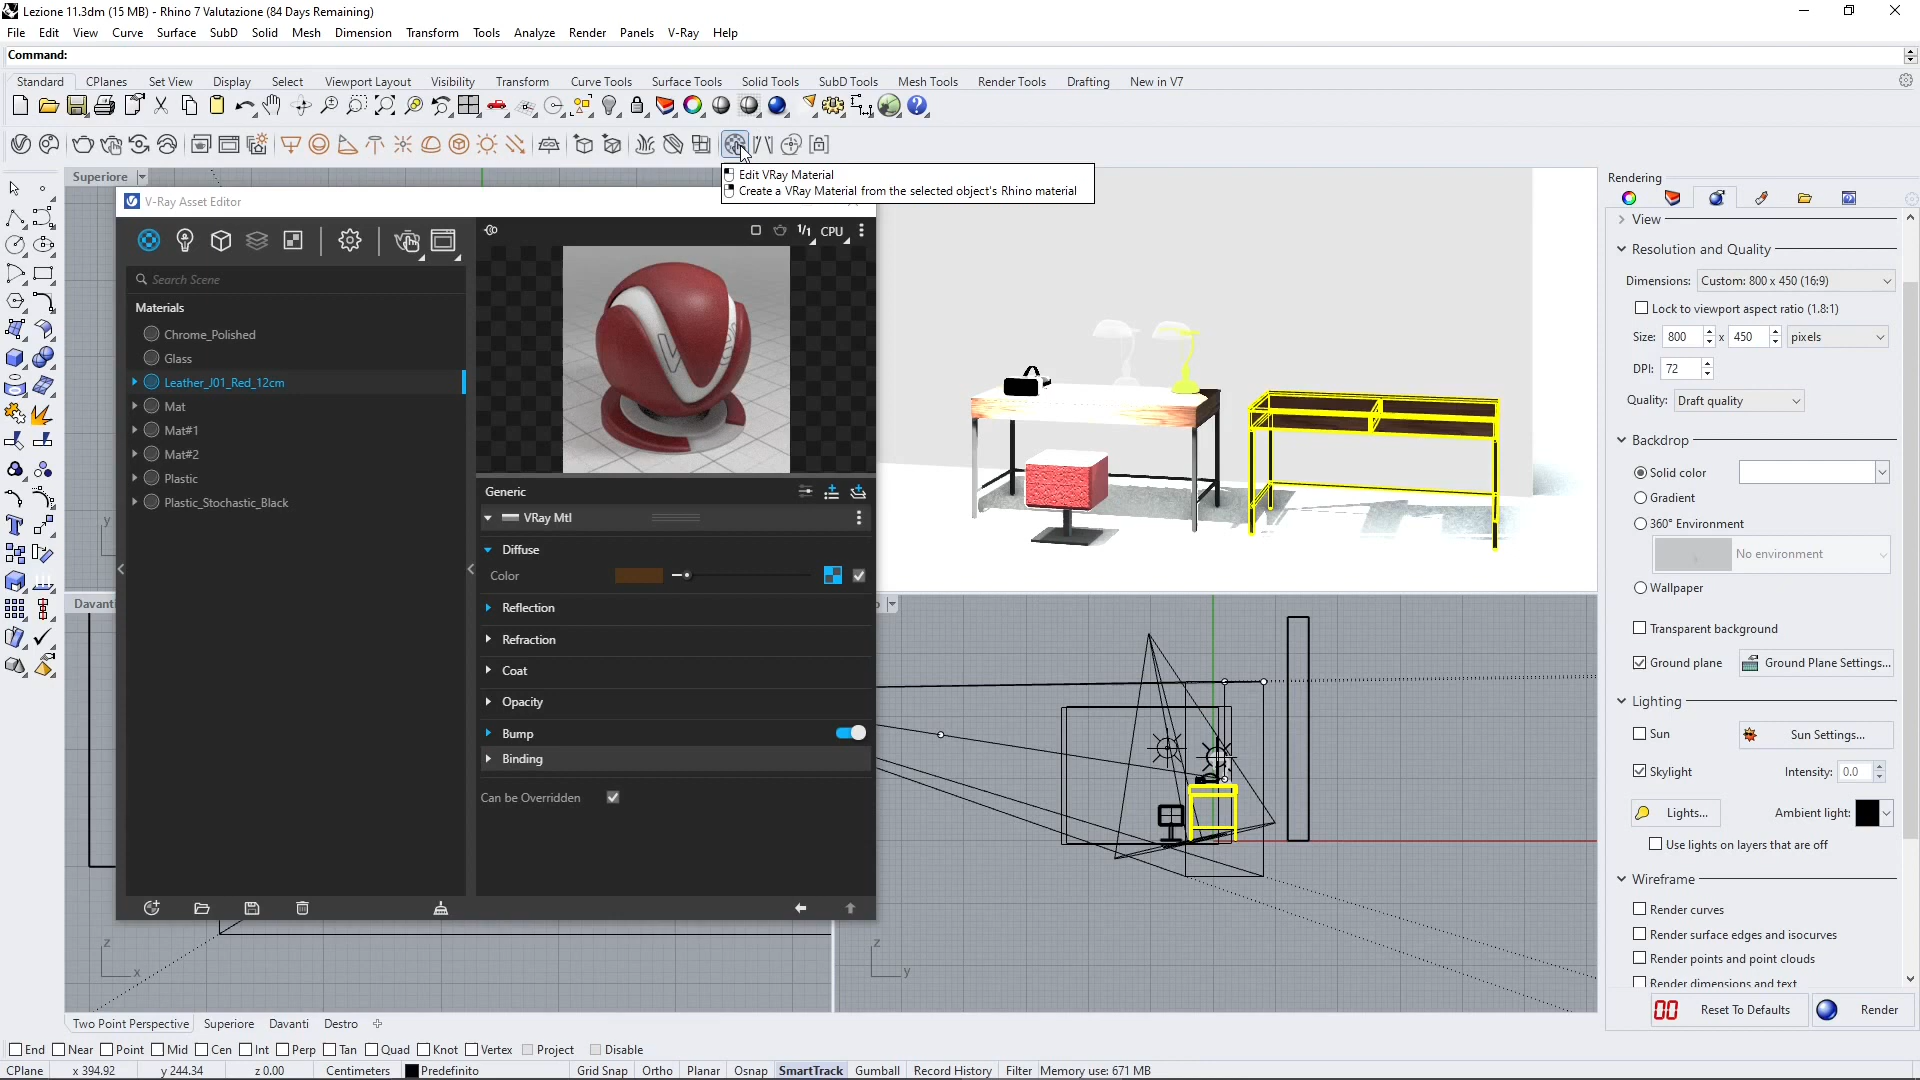 Lezione 11.3dm (15 MB) - Rhino 7 Valutazione (84 Days Remaining)
File Edit View Curve Surface SubD Solid Mesh Dimension Transform Tools Analyze Render Panels V-Ray Help
Command:
Standard CPlanes Set View Display Select Viewport Layout Visibility Transform Curve Tools Surface Tools Solid Tools SubD Tools Mesh Tools Render Tools Drafting New in V7
Superiore
Edit VRay Material
Create a VRay Material from the selected object's Rhino material
V-Ray Asset Editor
1/1 CPU
Search Scene
Materials
Chrome_Polished
Glass
Leather_J01_Red_12cm
Mat
Mat#1
Mat#2
Plastic
Plastic_Stochastic_Black
Generic
VRay Mtl
Diffuse
Color
Reflection
Refraction
Coat
Opacity
Bump
Binding
Can be Overridden
Davanti
y
z
x
z
y
Rendering
View
Resolution and Quality
Dimensions: Custom: 800 x 450 (16:9)
Lock to viewport aspect ratio (1.8:1)
Size: 800 x 450 pixels
DPI: 72
Quality: Draft quality
Backdrop
Solid color
Gradient
360° Environment
No environment
Wallpaper
Transparent background
Ground plane Ground Plane Settings...
Lighting
Sun Sun Settings...
Skylight Intensity: 0.0
Lights... Ambient light:
Use lights on layers that are off
Wireframe
Render curves
Render surface edges and isocurves
Render points and point clouds
Render dimensions and text
Reset To Defaults Render
Two Point Perspective Superiore Davanti Destro
End Near Point Mid Cen Int Perp Tan Quad Knot Vertex Project Disable
CPlane x 394.92 y 244.34 z 0.00 Centimeters Predefinito Grid Snap Ortho Planar Osnap SmartTrack Gumball Record History Filter Memory use: 671 MB